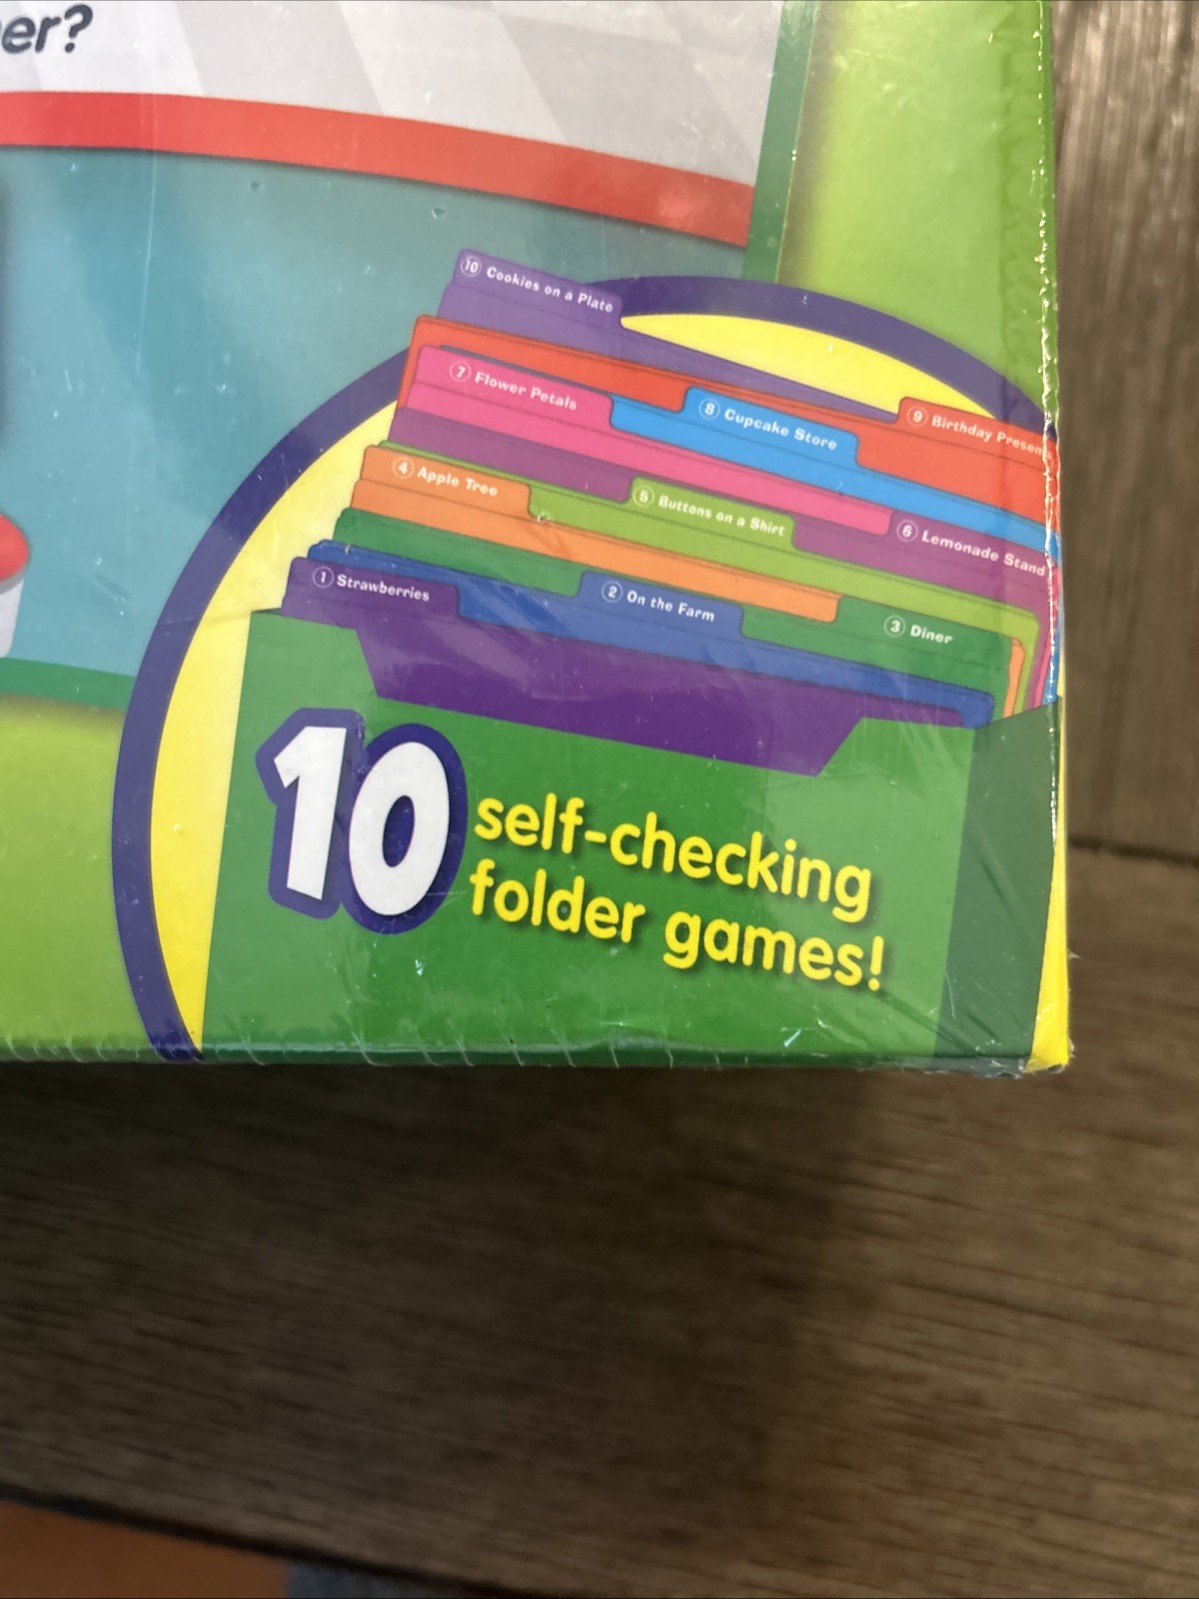 er?
10 Cookies on a Plate
7 Flower Petals
8 Cupcake Store
9 Birthday Presen
4 Apple Tree
5 Buttons on a Shirt
6 Lemonade Stand
1 Strawberries
2 On the Farm
3 Diner
10 self-checking
folder games!